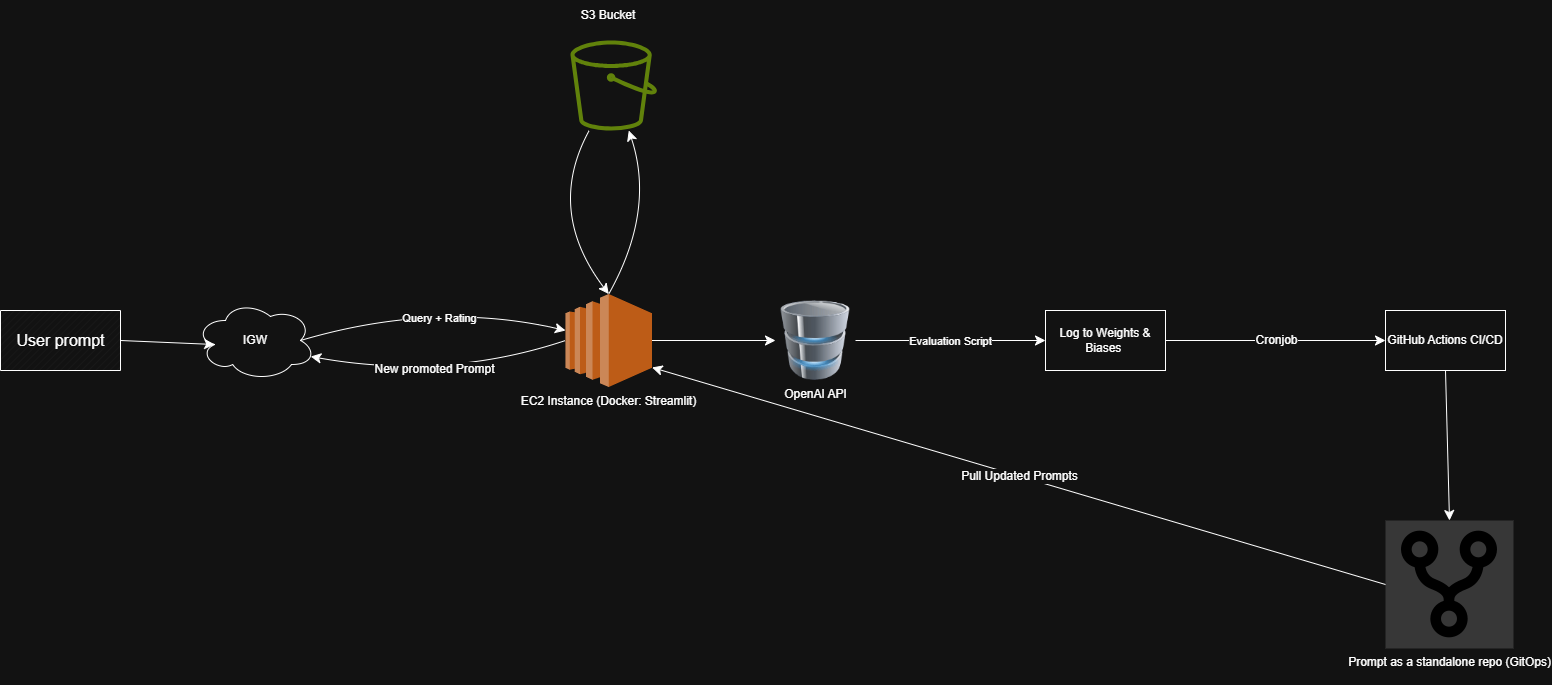 S3 Bucket
User prompt
IGW
Query + Rating
New promoted Prompt
EC2 Instance (Docker: Streamlit)
OpenAI API
Evaluation Script
Log to Weights &
Biases
Cronjob
GitHub Actions CI/CD
Pull Updated Prompts
Prompt as a standalone repo (GitOps)